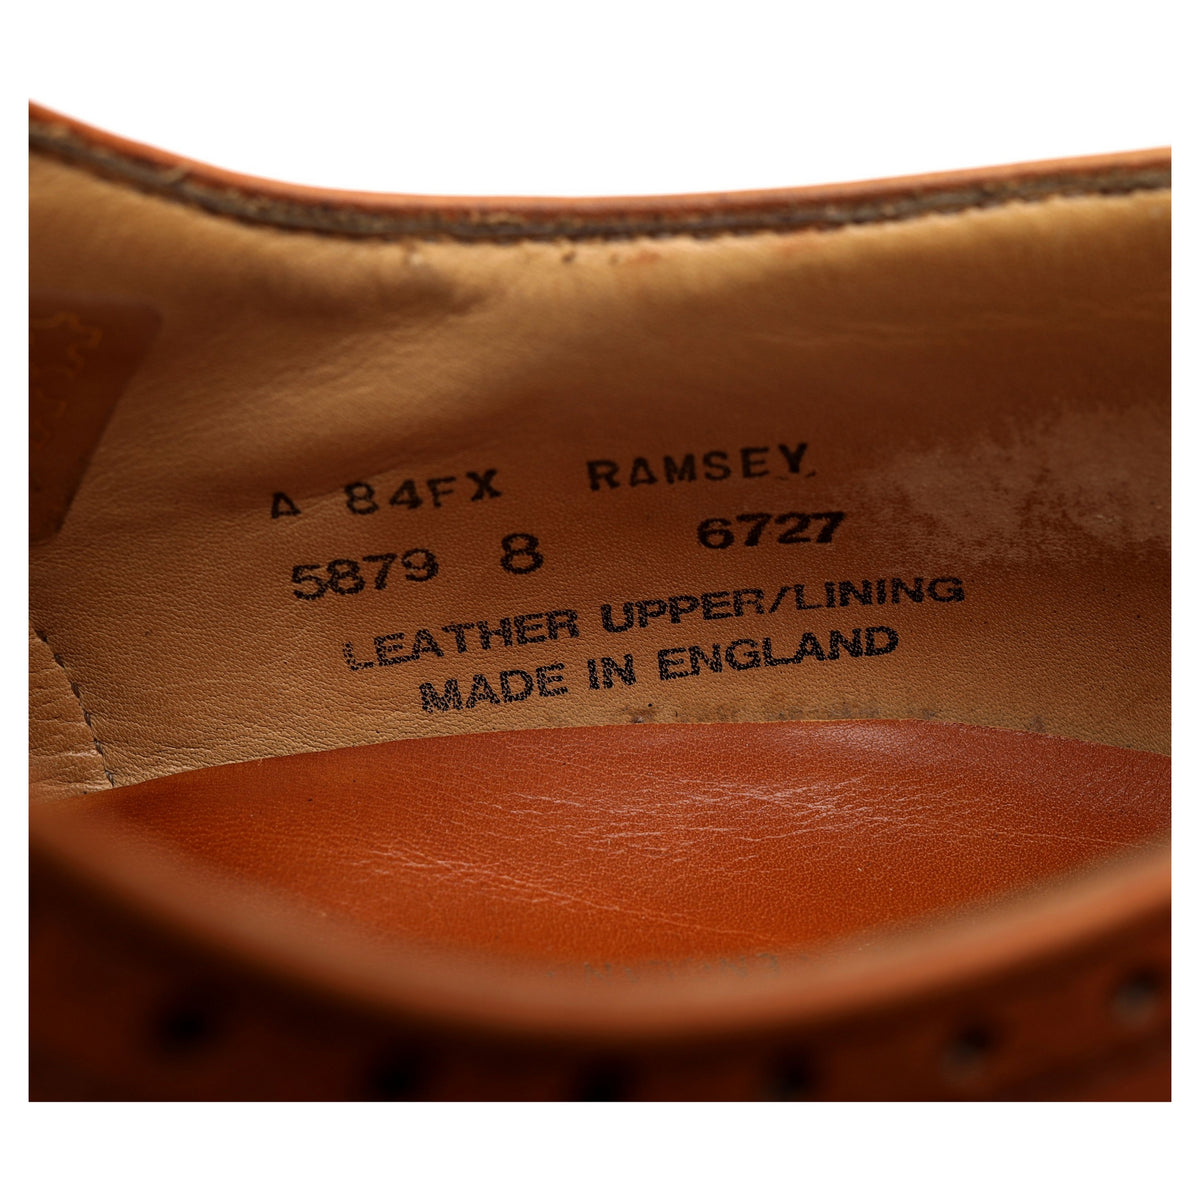 A 84FX RAMSEY
5879 8 6727
LEATHER UPPER/LINING
MADE IN ENGLAND